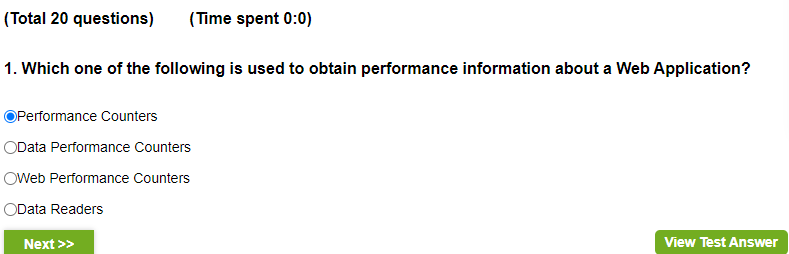 (Total 20 questions) (Time spent 0:0)
1. Which one of the following is used to obtain performance information about a Web Application?
Performance Counters
Data Performance Counters
Web Performance Counters
Data Readers
Next >>
View Test Answer